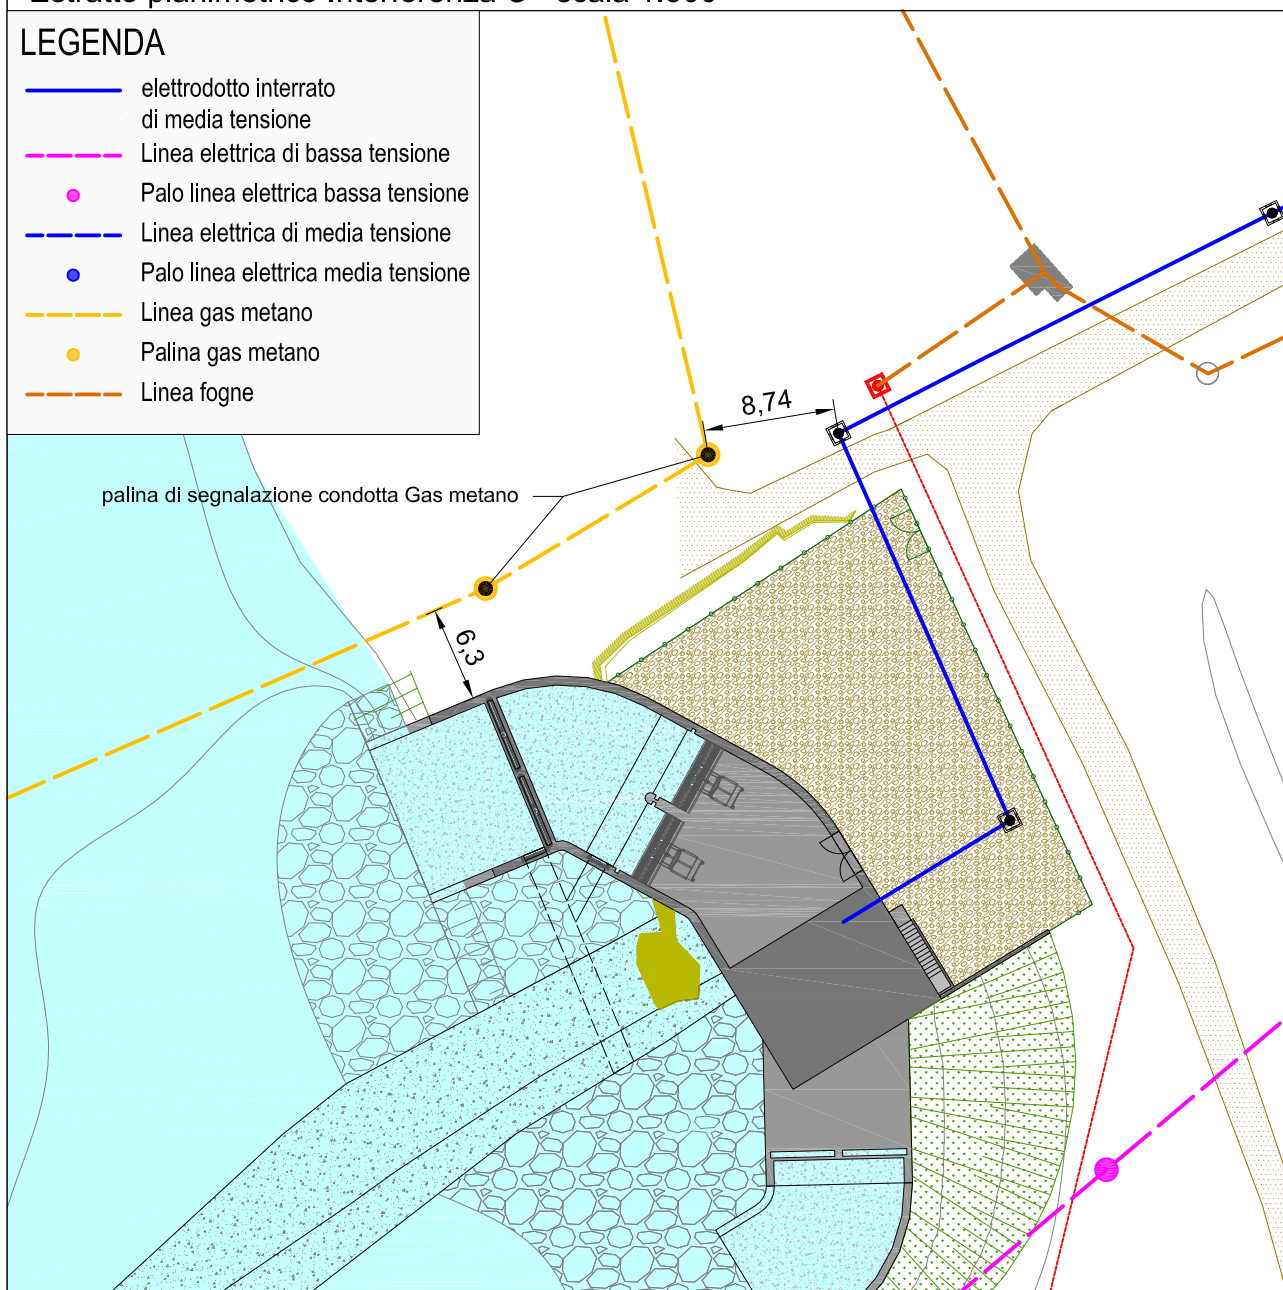 LEGENDA
elettrodotto interrato
di media tensione
Linea elettrica di bassa tensione
Palo linea elettrica bassa tensione
Linea elettrica di media tensione
Palo linea elettrica media tensione
Linea gas metano
Palina gas metano
Linea fogne
8,74
palina di segnalazione condotta Gas metano
6,3